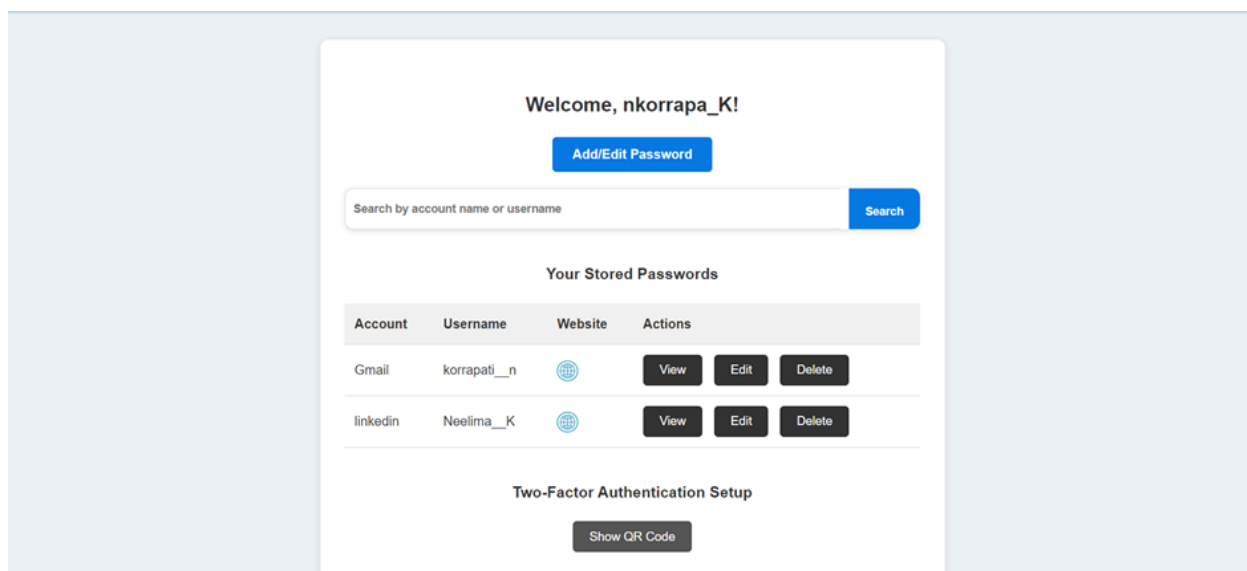 Welcome, nkorrapa_K!
Add/Edit Password
Search by account name or username Search
Your Stored Passwords
Account Username Website Actions
Gmail korrapati__n View Edit Delete
linkedin Neelima__K View Edit Delete
Two-Factor Authentication Setup
Show QR Code